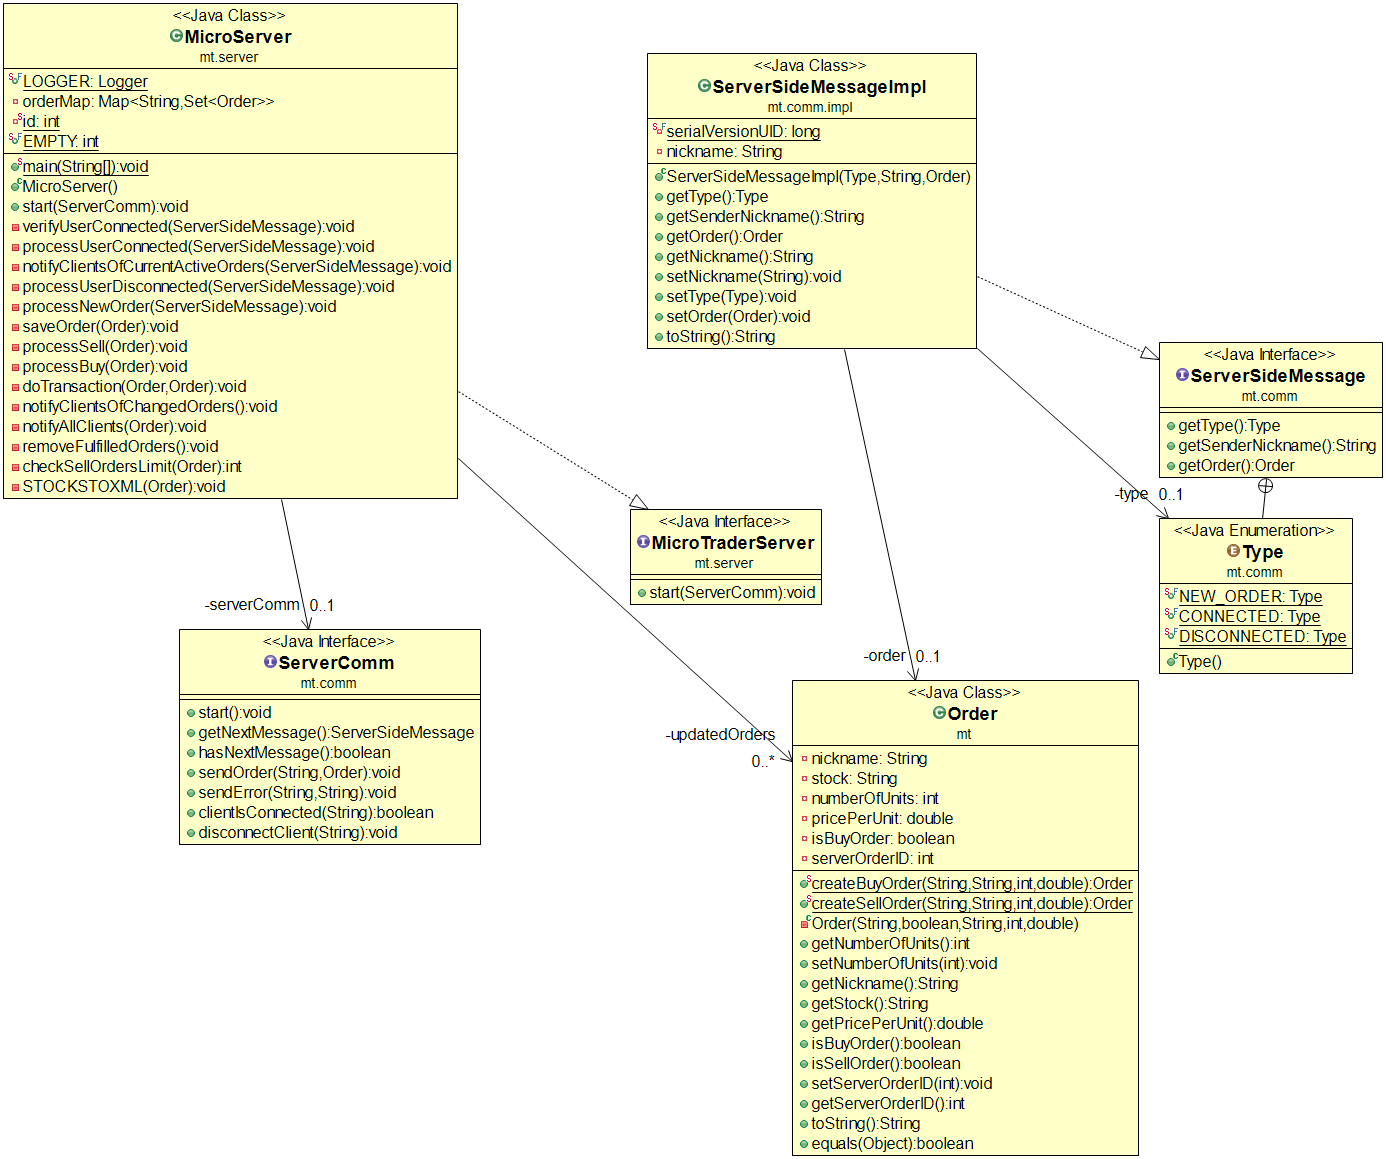 <<Java Class>>
MicroServer
mt.server
LOGGER: Logger
orderMap: Map<String,Set<Order>>
id: int
EMPTY: int
main(String[]):void
MicroServer()
start(ServerComm):void
verifyUserConnected(ServerSideMessage):void
processUserConnected(ServerSideMessage):void
notifyClientsOfCurrentActiveOrders(ServerSideMessage):void
processUserDisconnected(ServerSideMessage):void
processNewOrder(ServerSideMessage):void
saveOrder(Order):void
processSell(Order):void
processBuy(Order):void
doTransaction(Order,Order):void
notifyClientsOfChangedOrders():void
notifyAllClients(Order):void
removeFulfilledOrders():void
checkSellOrdersLimit(Order):int
STOCKSTOXML(Order):void
<<Java Class>>
ServerSideMessageImpl
mt.comm.impl
serialVersionUID: long
nickname: String
ServerSideMessageImpl(Type,String,Order)
getType():Type
getSenderNickname():String
getOrder():Order
getNickname():String
setNickname(String):void
setType(Type):void
setOrder(Order):void
toString():String
<<Java Interface>>
ServerSideMessage
mt.comm
getType():Type
getSenderNickname():String
getOrder():Order
-type 0..1
<<Java Enumeration>>
Type
mt.comm
NEW_ORDER: Type
CONNECTED: Type
DISCONNECTED: Type
Type()
<<Java Interface>>
MicroTraderServer
mt.server
start(ServerComm):void
-serverComm 0..1
<<Java Interface>>
ServerComm
mt.comm
start():void
getNextMessage():ServerSideMessage
hasNextMessage():boolean
sendOrder(String,Order):void
sendError(String,String):void
clientIsConnected(String):boolean
disconnectClient(String):void
-order 0..1
-updatedOrders
0..*
<<Java Class>>
Order
mt
nickname: String
stock: String
numberOfUnits: int
pricePerUnit: double
isBuyOrder: boolean
serverOrderID: int
createBuyOrder(String,String,int,double):Order
createSellOrder(String,String,int,double):Order
Order(String,boolean,String,int,double)
getNumberOfUnits():int
setNumberOfUnits(int):void
getNickname():String
getStock():String
getPricePerUnit():double
isBuyOrder():boolean
isSellOrder():boolean
setServerOrderID(int):void
getServerOrderID():int
toString():String
equals(Object):boolean